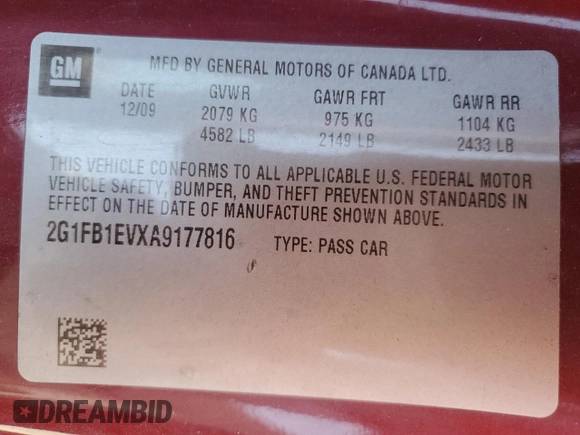 GM
MFD BY GENERAL MOTORS OF CANADA LTD.
DATE GVWR GAWR FRT GAWR RR
12/09 2079 KG 975 KG 1104 KG
4582 LB 2149 LB 2433 LB
THIS VEHICLE CONFORMS TO ALL APPLICABLE U.S. FEDERAL MOTOR
VEHICLE SAFETY, BUMPER, AND THEFT PREVENTION STANDARDS IN
EFFECT ON THE DATE OF MANUFACTURE SHOWN ABOVE.
2G1FB1EVXA9177816 TYPE: PASS CAR
DREAMBID